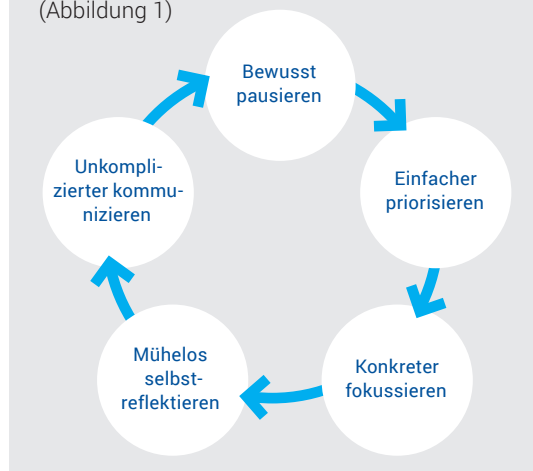 (Abbildung 1)
Bewusst
pausieren
Einfacher
priorisieren
Konkreter
fokussieren
Mühelos
selbst-
reflektieren
Unkompli-
zierter kommu-
nizieren